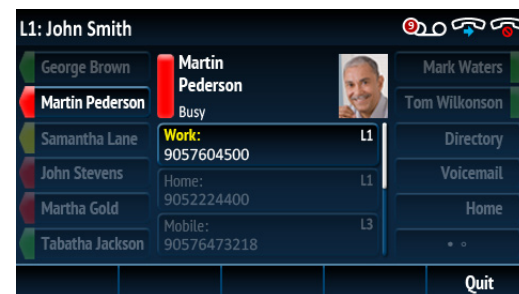 L1: John Smith
9
George Brown
Martin Pederson
Samantha Lane
John Stevens
Martha Gold
Tabatha Jackson
Martin
Pederson
Busy
Work: L1
9057604500
Home: L1
9052224400
Mobile: L3
90576473218
Mark Waters
Tom Wilkonson
Directory
Voicemail
Home
Quit